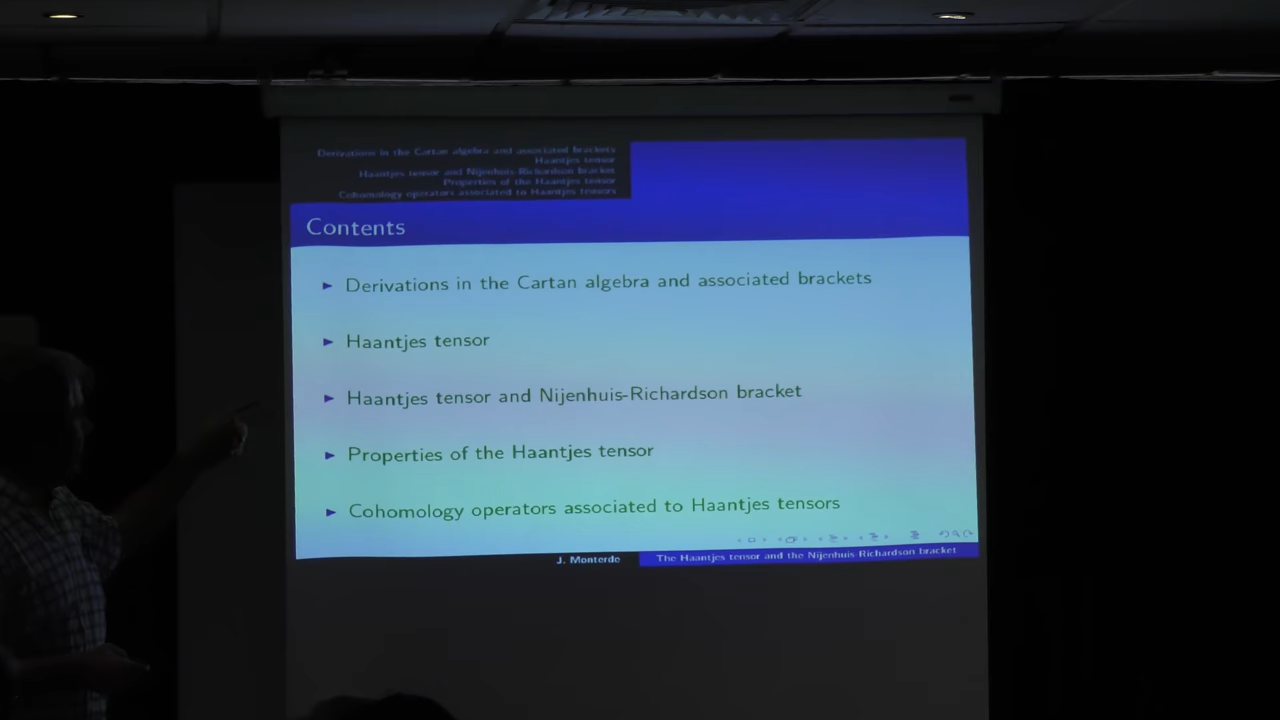 Derivations in the Cartan algebra and associated brackets
Haantjes tensor
Haantjes tensor and Nijenhuis-Richardson bracket
Properties of the Haantjes tensor
Cohomology operators associated to Haantjes tensors
Contents
Derivations in the Cartan algebra and associated brackets
Haantjes tensor
Haantjes tensor and Nijenhuis-Richardson bracket
Properties of the Haantjes tensor
Cohomology operators associated to Haantjes tensors
J. Monterde The Haantjes tensor and the Nijenhuis-Richardson bracket